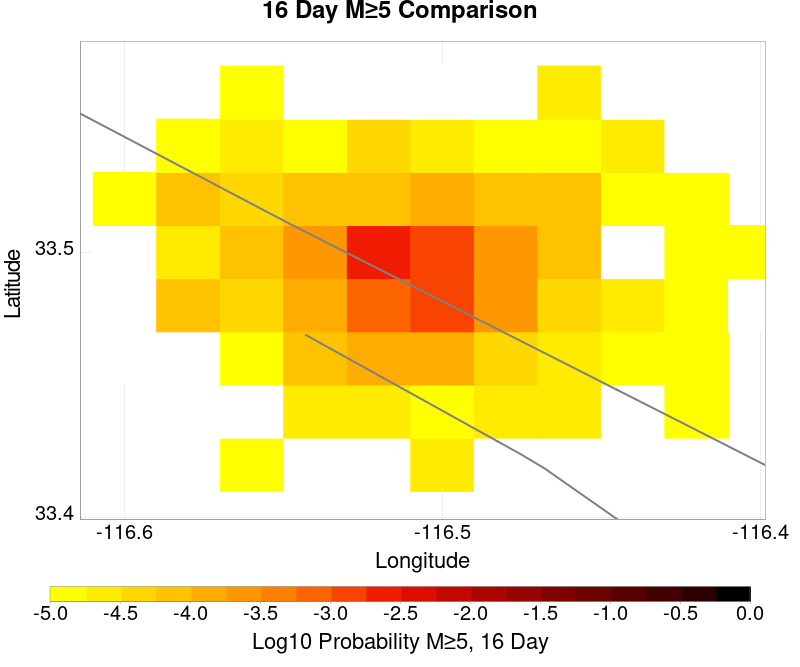 16 Day M≥5 Comparison
Latitude
33.5
33.4
-116.6 -116.5 -116.4
Longitude
-5.0 -4.5 -4.0 -3.5 -3.0 -2.5 -2.0 -1.5 -1.0 -0.5 0.0
Log10 Probability M≥5, 16 Day